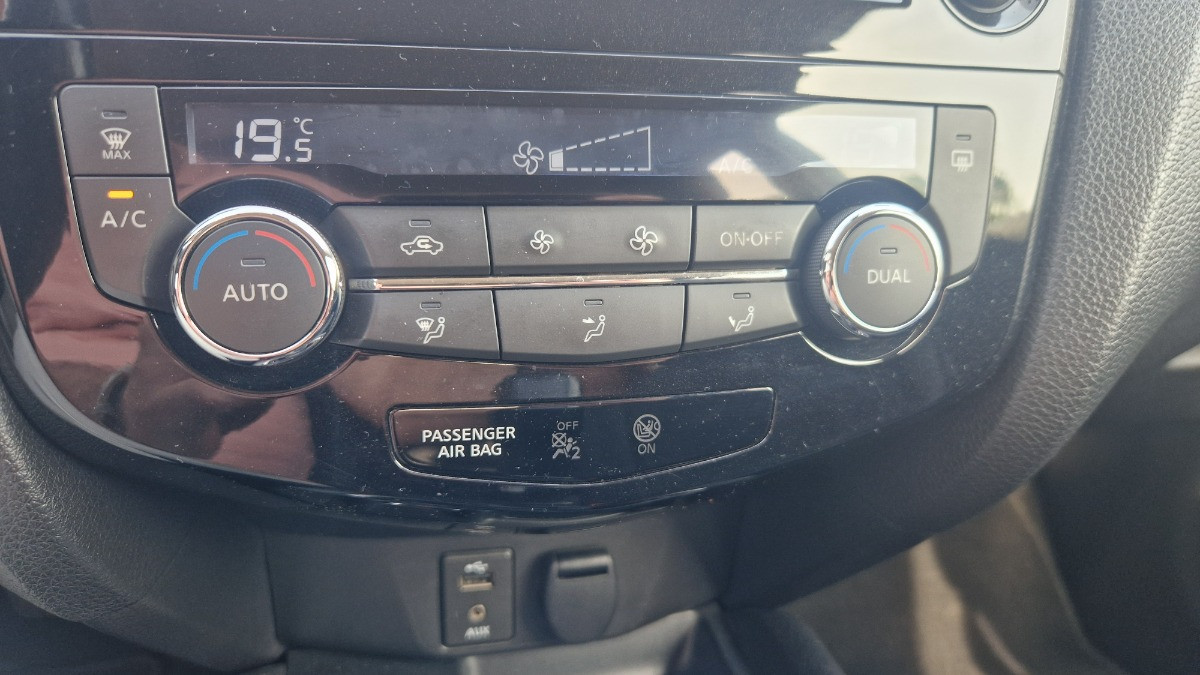 19.5 °C
A/C
MAX
A/C
AUTO
ON·OFF
DUAL
PASSENGER
AIR BAG
OFF
2
ON
AUX